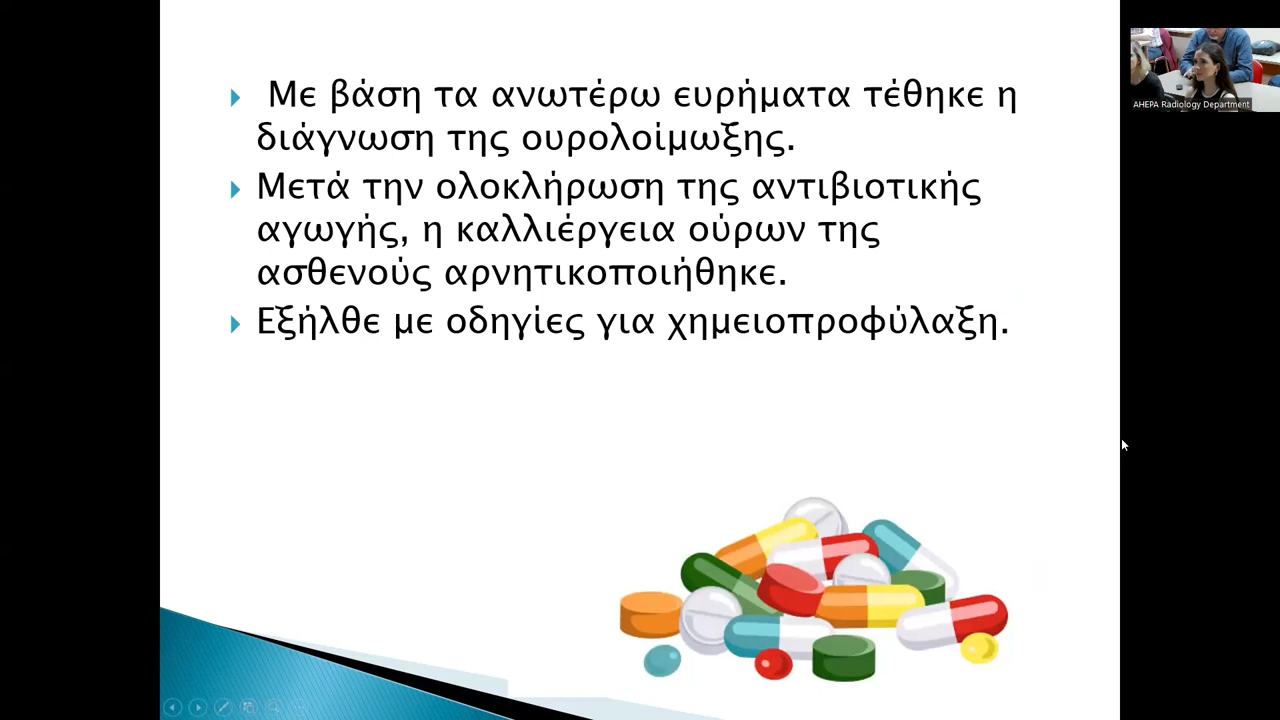 Με βάση τα ανωτέρω ευρήματα τέθηκε η
διάγνωση της ουρολοίμωξης.
Μετά την ολοκλήρωση της αντιβιοτικής
αγωγής, η καλλιέργεια ούρων της
ασθενούς αρνητικοποιήθηκε.
Εξήλθε με οδηγίες για χημειοπροφύλαξη.
AHEPA Radiology Department